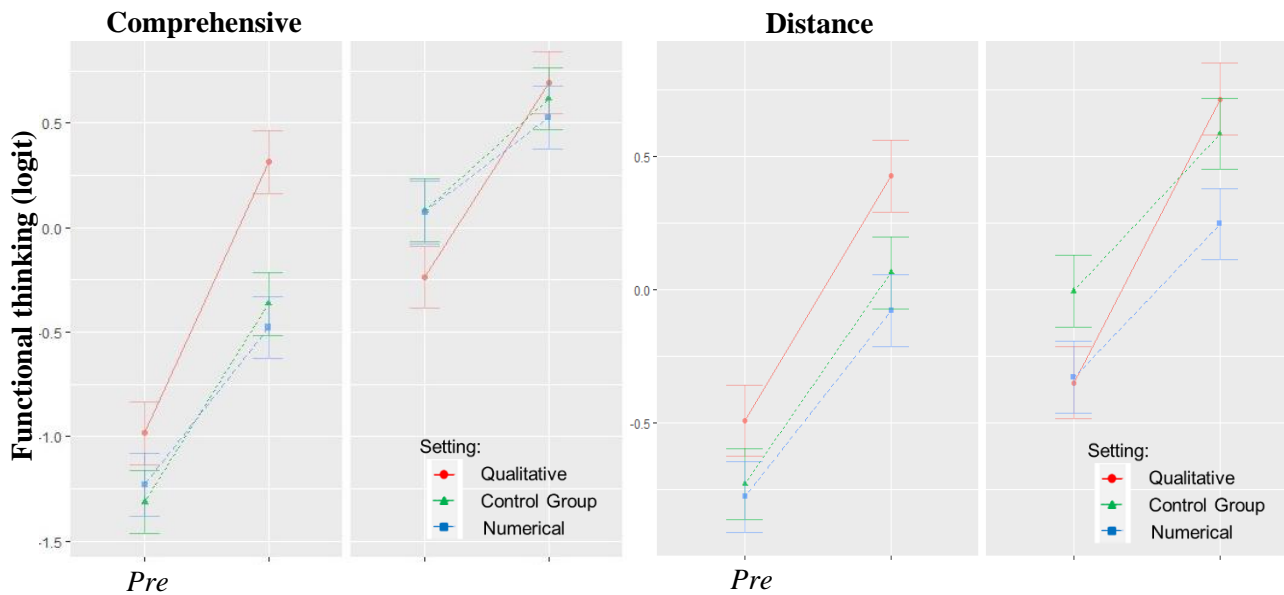 Comprehensive
Distance
Functional thinking (logit)
0.5
0.0
-0.5
-1.0
-1.5
Setting:
Qualitative
Control Group
Numerical
Pre
0.5
0.0
-0.5
Setting:
Qualitative
Control Group
Numerical
Pre